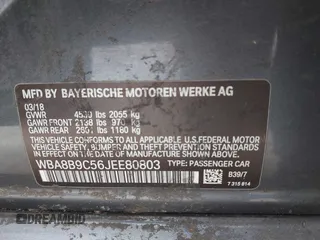 MFD BY BAYERISCHE MOTOREN WERKE AG
03/18
GVWR 4530 lbs 2055 kg
GAWR FRONT 2138 lbs 970 kg
GAWR REAR 2601 lbs 1180 kg
THIS VEHICLE CONFORMS TO ALL APPLICABLE U.S. FEDERAL MOTOR
VEHICLE SAFETY, BUMPER, AND THEFT PREVENTION STANDARDS IN
EFFECT ON THE DATE OF MANUFACTURE SHOWN ABOVE.
WBA8B9C56JEE80803 TYPE: PASSENGER CAR
B39/7
7 215 814